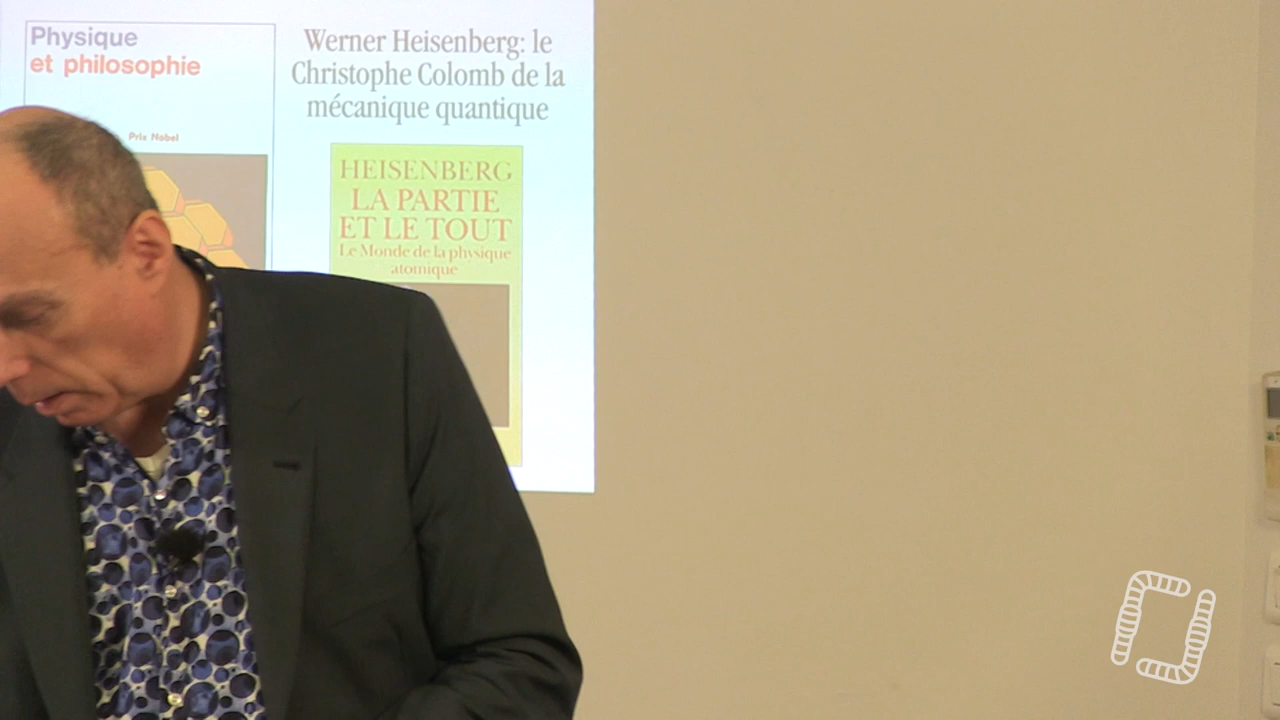 Physique
et philosophie
Prix Nobel
Werner Heisenberg: le
Christophe Colomb de la
mécanique quantique
HEISENBERG
LA PARTIE
ET LE TOUT
Le Monde de la physique
atomique